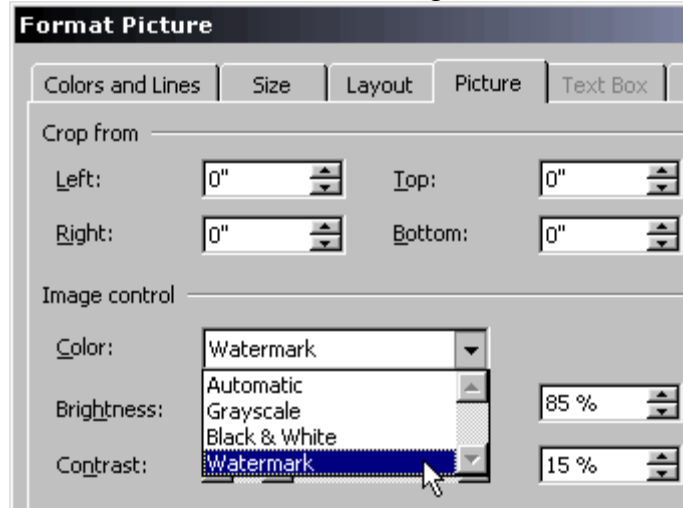 Format Picture
Colors and Lines Size Layout Picture Text Box
Crop from
Left: 0" Top: 0"
Right: 0" Bottom: 0"
Image control
Color: Watermark
Automatic
Brightness: Grayscale 85 %
Black & White
Contrast: Watermark 15 %